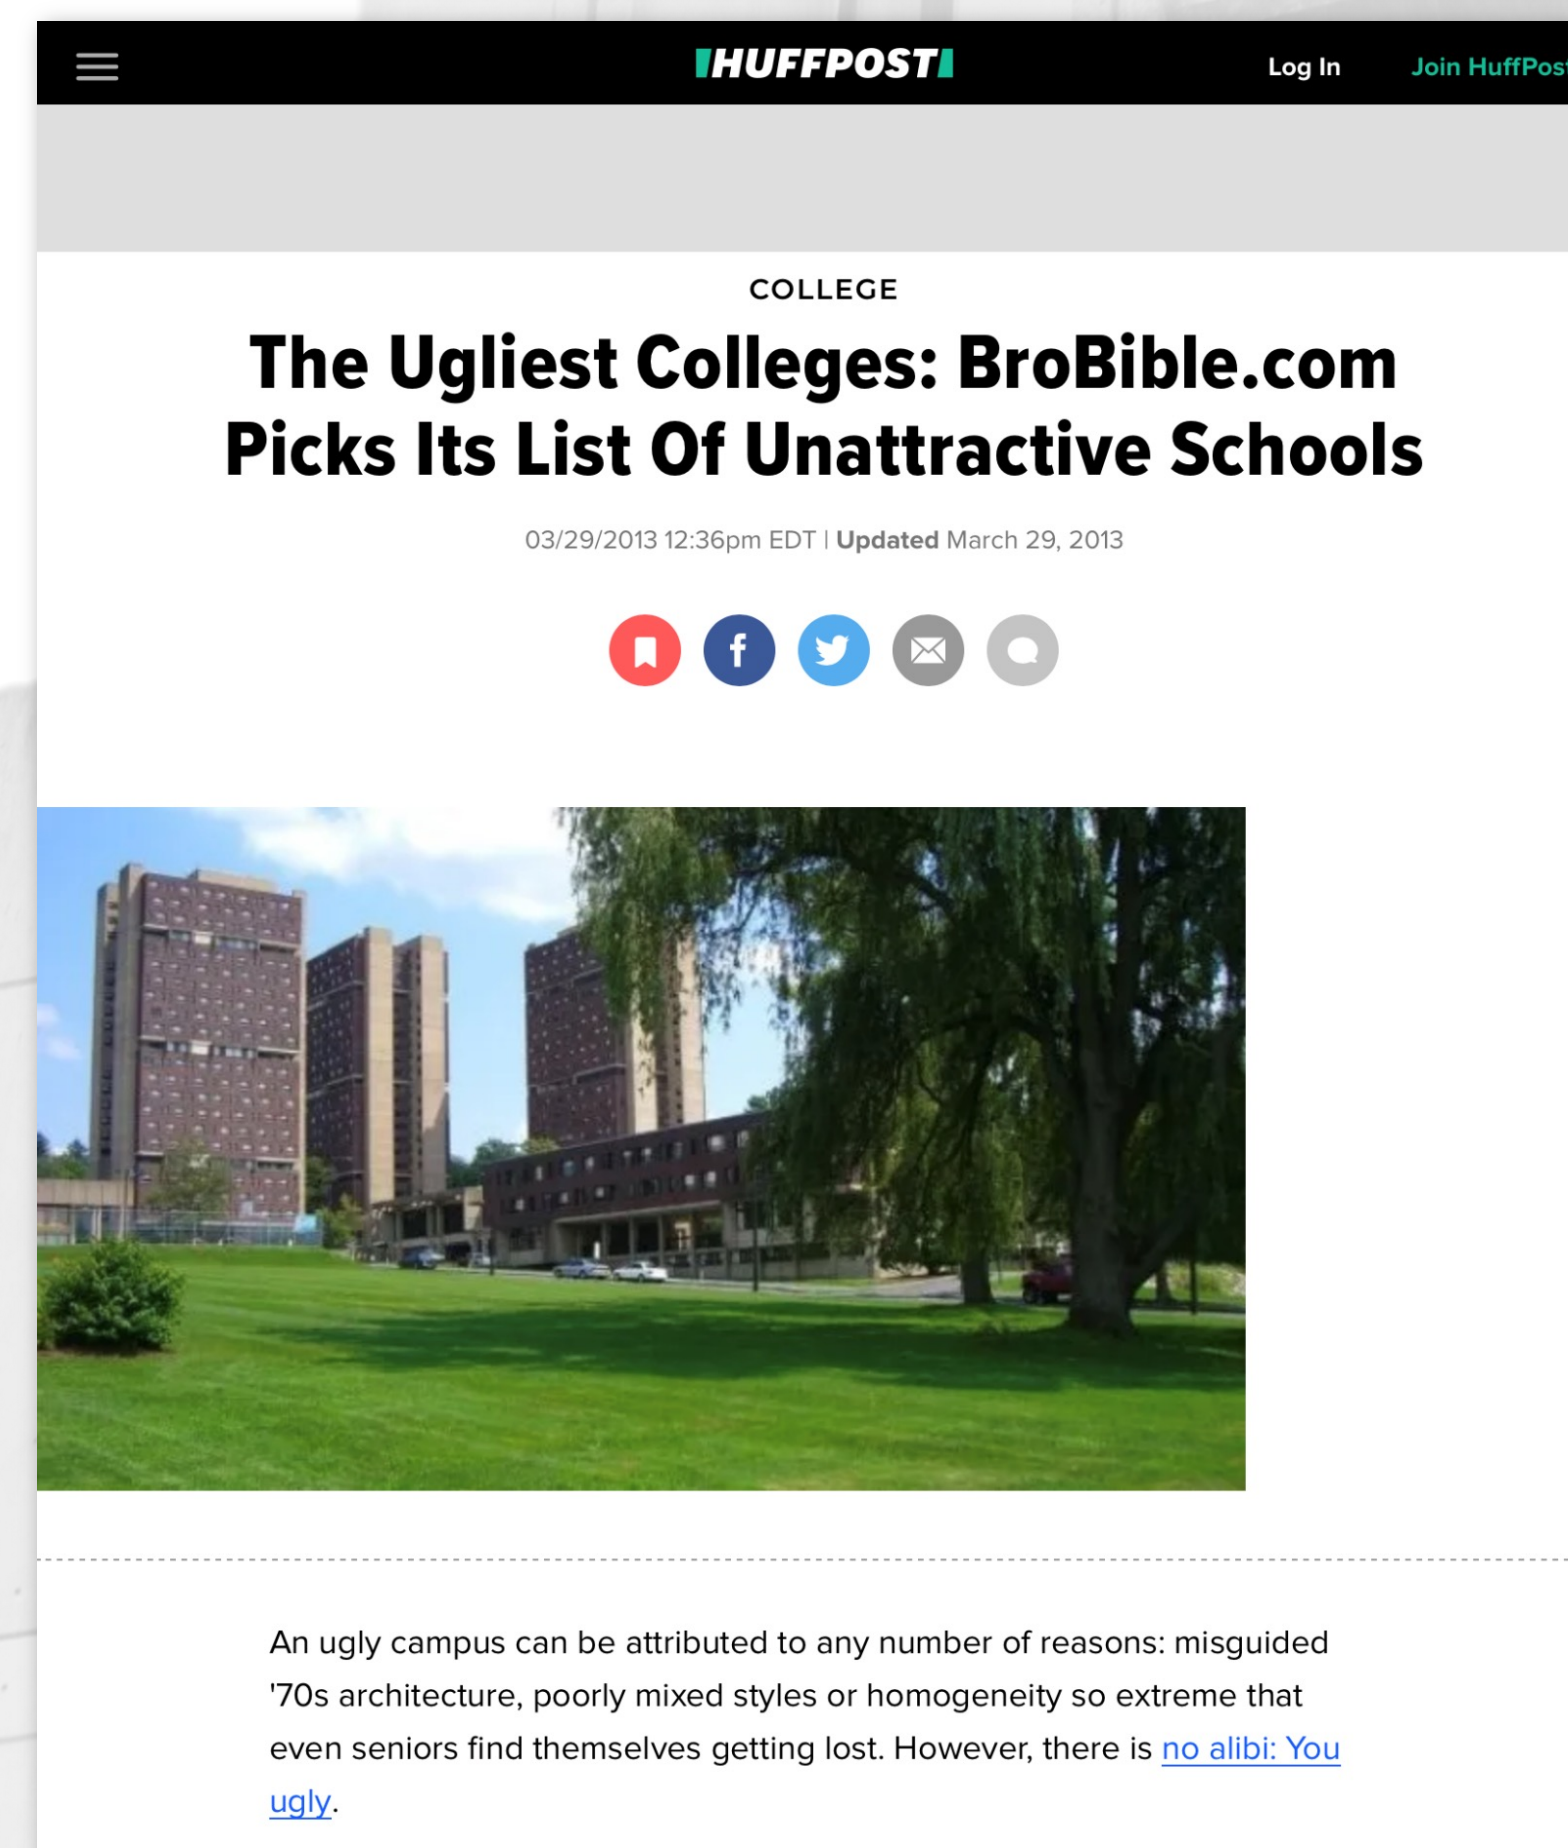 HUFFPOST
Log In
Join HuffPost
COLLEGE
The Ugliest Colleges: BroBible.com
Picks Its List Of Unattractive Schools
03/29/2013 12:36pm EDT | Updated March 29, 2013
An ugly campus can be attributed to any number of reasons: misguided
'70s architecture, poorly mixed styles or homogeneity so extreme that
even seniors find themselves getting lost. However, there is no alibi: You
ugly.